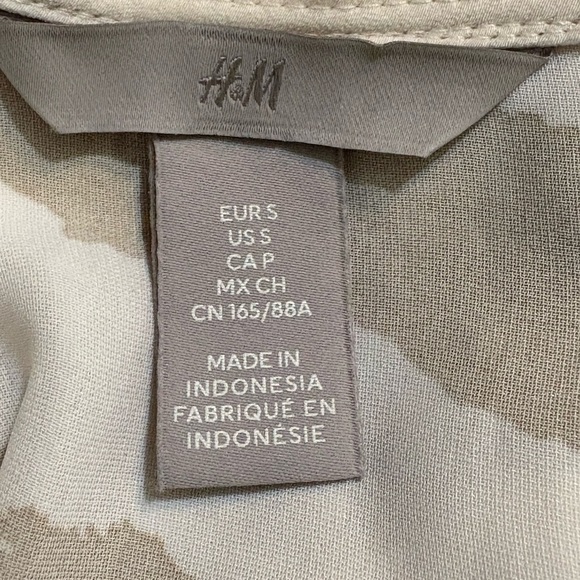 H&M
EUR S
US S
CA P
MX CH
CN 165/88A
MADE IN
INDONESIA
FABRIQUÉ EN
INDONÉSIE